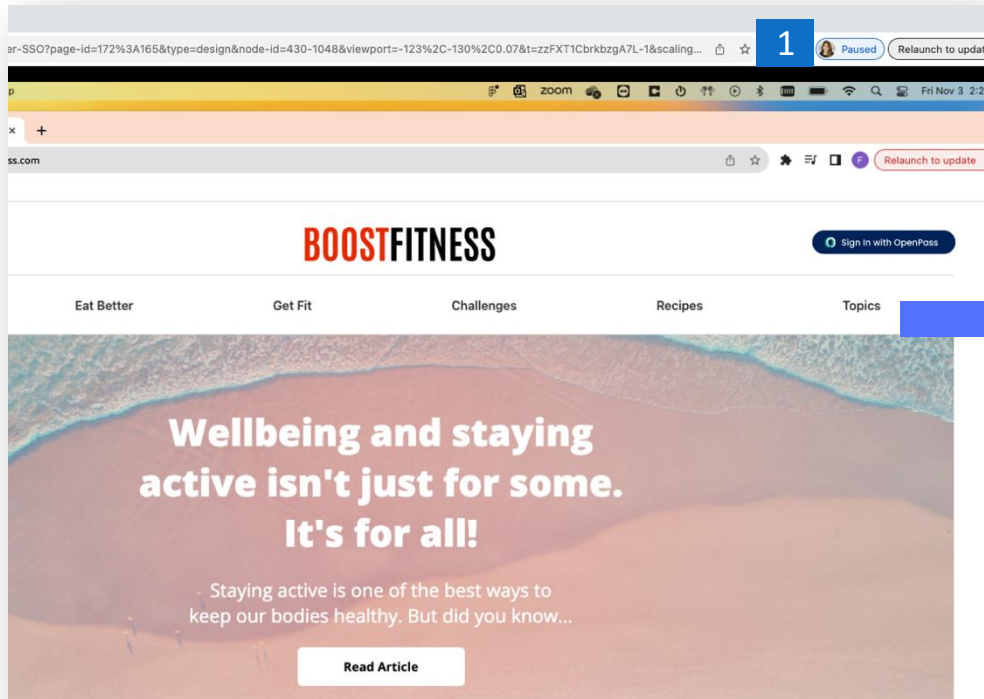 er-SSO?page-id=172%3A165&type=design&node-id=430-1048&viewport=-123%2C-130%2C0.07&t=zzFXT1CbrkbzgA7L-1&scaling...
1
Paused
Relaunch to updat
p
zoom
Fri Nov 3 2:2
ss.com
F
Relaunch to update
BOOSTFITNESS
Sign In with OpenPass
Eat Better
Get Fit
Challenges
Recipes
Topics
Wellbeing and staying
active isn't just for some.
It's for all!
Staying active is one of the best ways to
keep our bodies healthy. But did you know...
Read Article